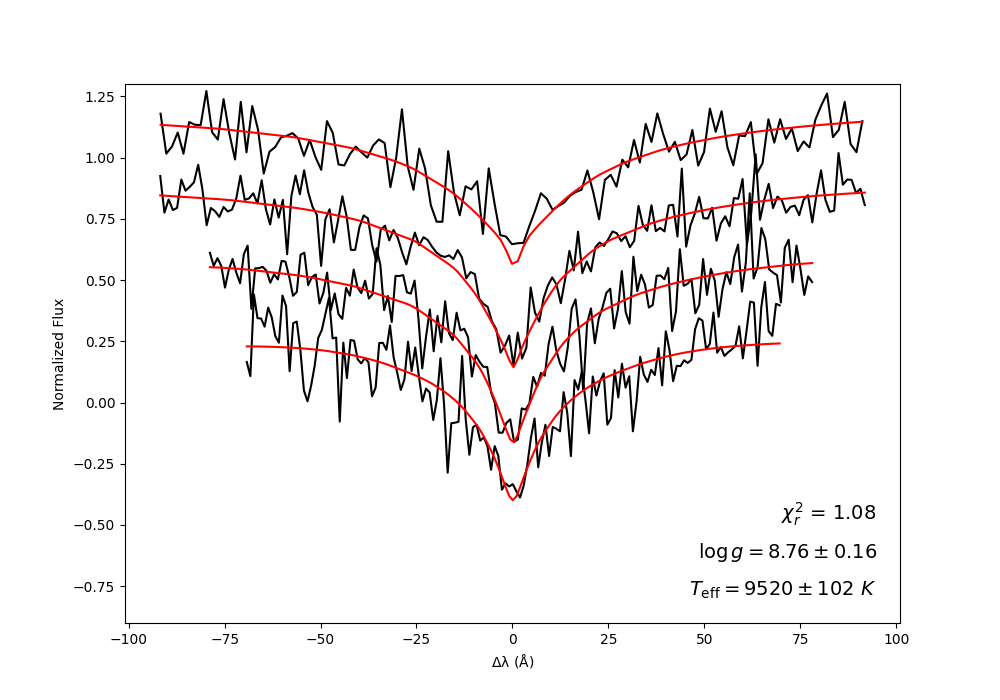 1.25
1.00
0.75
0.50
0.25
0.00
−0.25
−0.50
−0.75
Normalized Flux
χ²ᵣ = 1.08
log g = 8.76 ± 0.16
T_eff = 9520 ± 102 K
−100 −75 −50 −25 0 25 50 75 100
Δλ (Å)